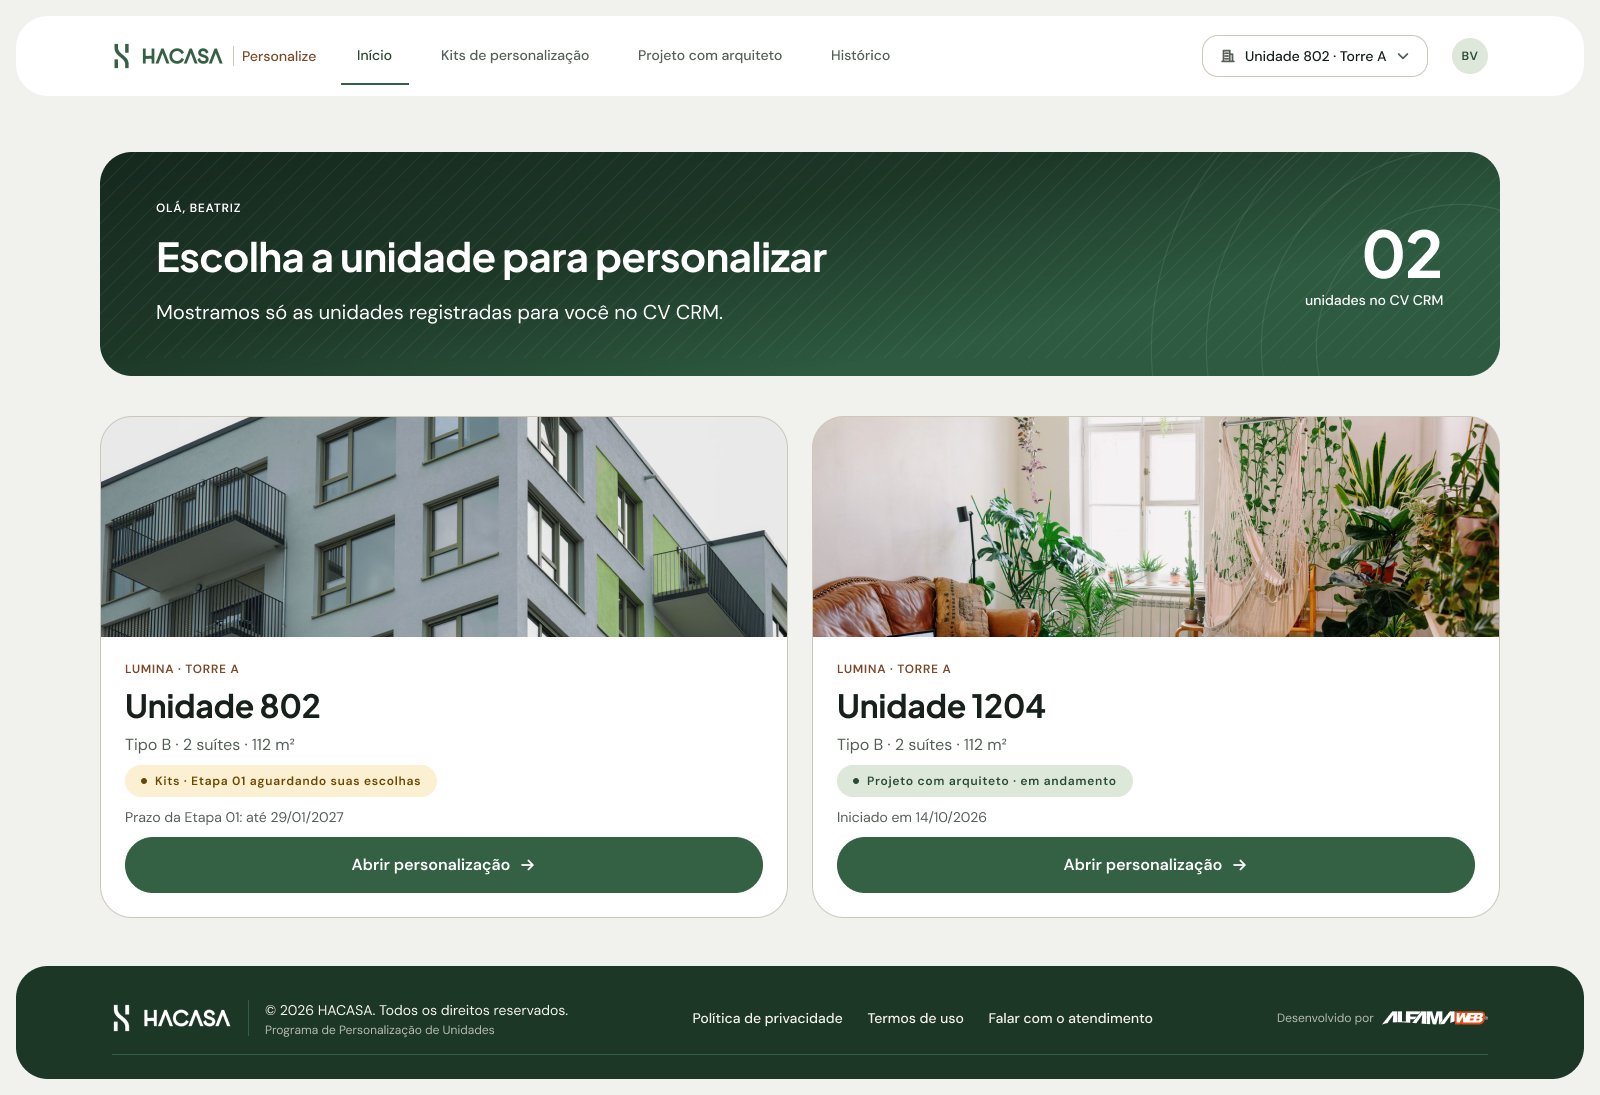 HACASA Personalize Início Kits de personalização Projeto com arquiteto Histórico Unidade 802 · Torre A BV
OLÁ, BEATRIZ
Escolha a unidade para personalizar
Mostramos só as unidades registradas para você no CV CRM.
02
unidades no CV CRM
LUMINA · TORRE A
Unidade 802
Tipo B · 2 suítes · 112 m²
Kits · Etapa 01 aguardando suas escolhas
Prazo da Etapa 01: até 29/01/2027
Abrir personalização →
LUMINA · TORRE A
Unidade 1204
Tipo B · 2 suítes · 112 m²
Projeto com arquiteto · em andamento
Iniciado em 14/10/2026
Abrir personalização →
HACASA
© 2026 HACASA. Todos os direitos reservados.
Programa de Personalização de Unidades
Política de privacidade Termos de uso Falar com o atendimento
Desenvolvido por ALFAMAWEB